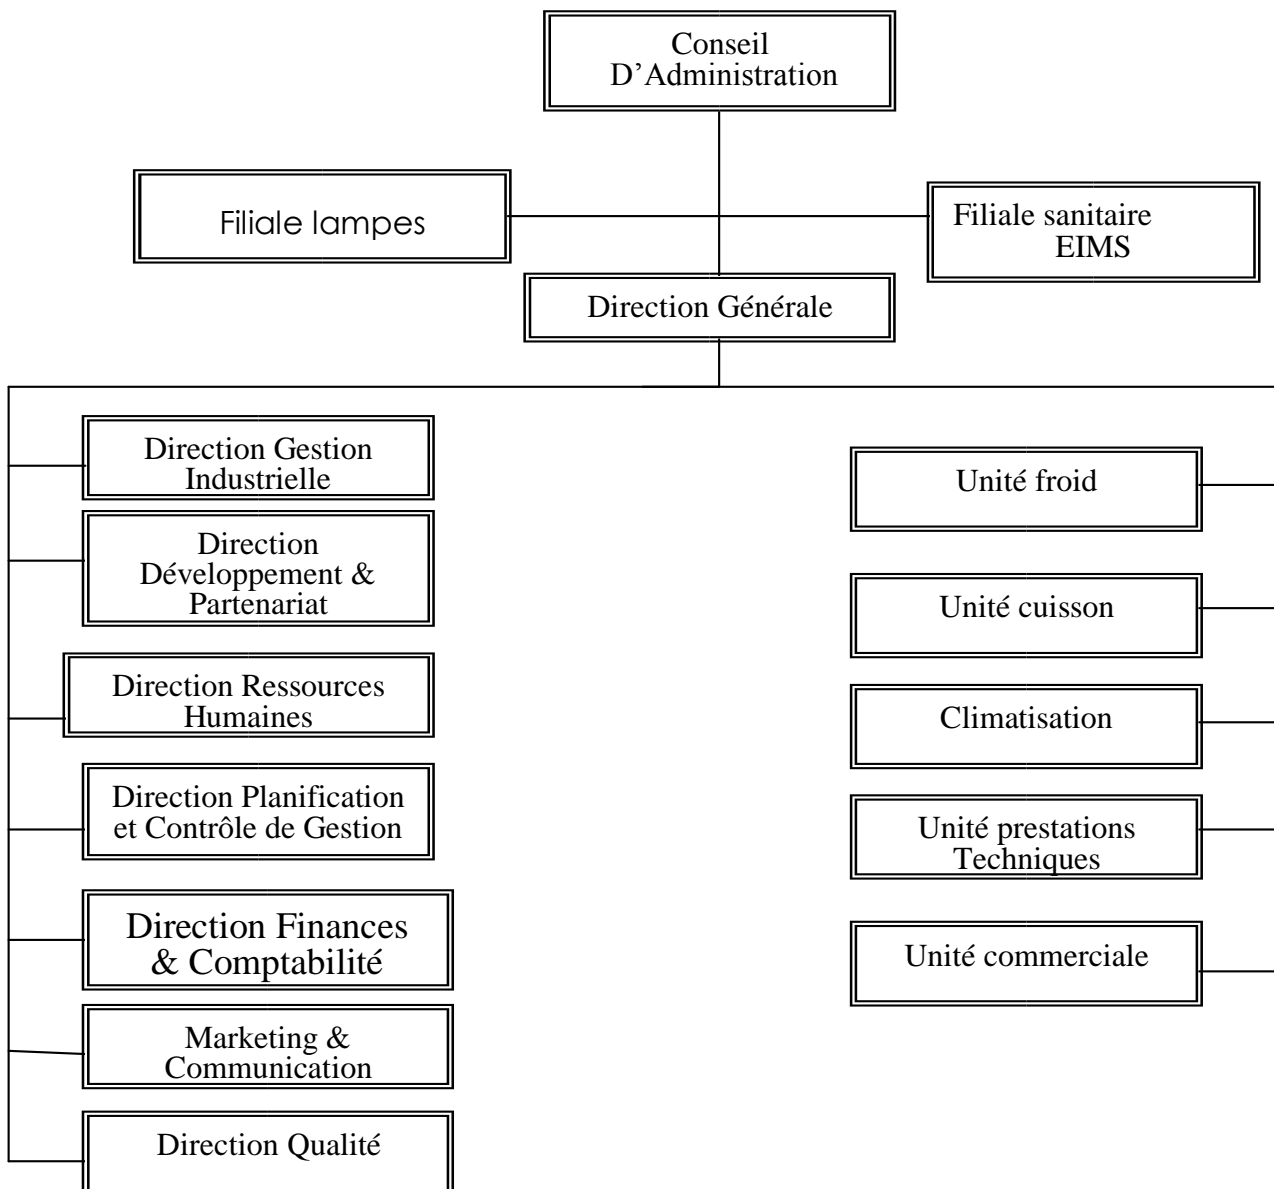 Conseil
D’Administration
Filiale lampes
Filiale sanitaire
EIMS
Direction Générale
Direction Gestion
Industrielle
Direction
Développement &
Partenariat
Direction Ressources
Humaines
Direction Planification
et Contrôle de Gestion
Direction Finances
& Comptabilité
Marketing &
Communication
Direction Qualité
Unité froid
Unité cuisson
Climatisation
Unité prestations
Techniques
Unité commerciale